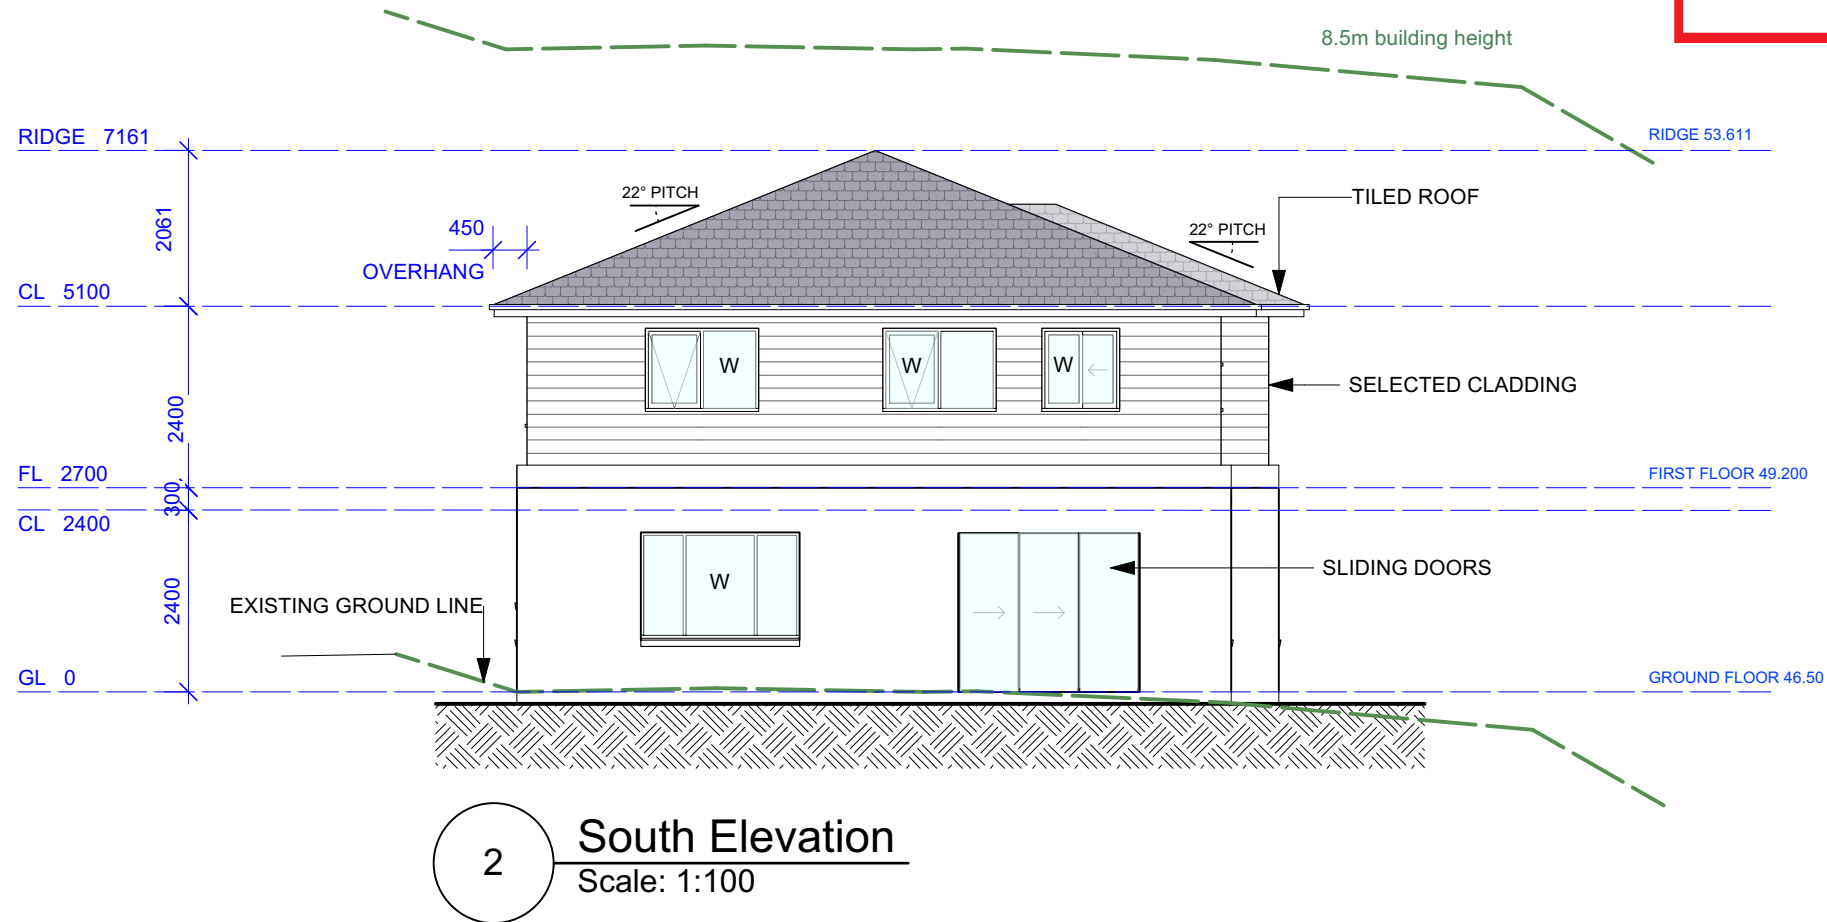 8.5m building height
RIDGE 7161
RIDGE 53.611
22° PITCH
TILED ROOF
2061
450
22° PITCH
OVERHANG
CL 5100
W
W
W
SELECTED CLADDING
2400
FL 2700
FIRST FLOOR 49.200
300
CL 2400
SLIDING DOORS
W
2400
EXISTING GROUND LINE
GL 0
GROUND FLOOR 46.50
2
South Elevation
Scale: 1:100